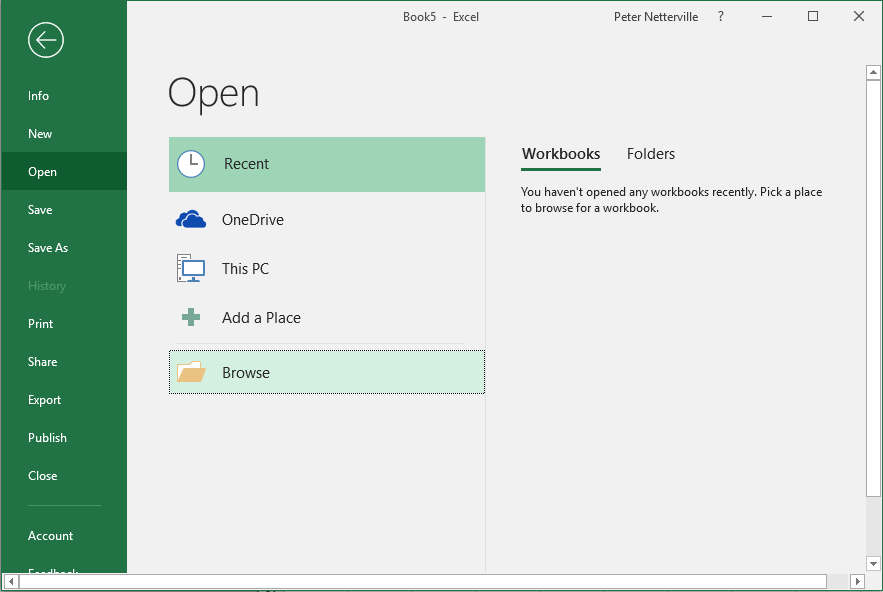 Book5 - Excel
Peter Netterville
?
Info
New
Open
Save
Save As
History
Print
Share
Export
Publish
Close
Account
Feedback
Open
Recent
OneDrive
This PC
Add a Place
Browse
Workbooks Folders
You haven't opened any workbooks recently. Pick a place
to browse for a workbook.